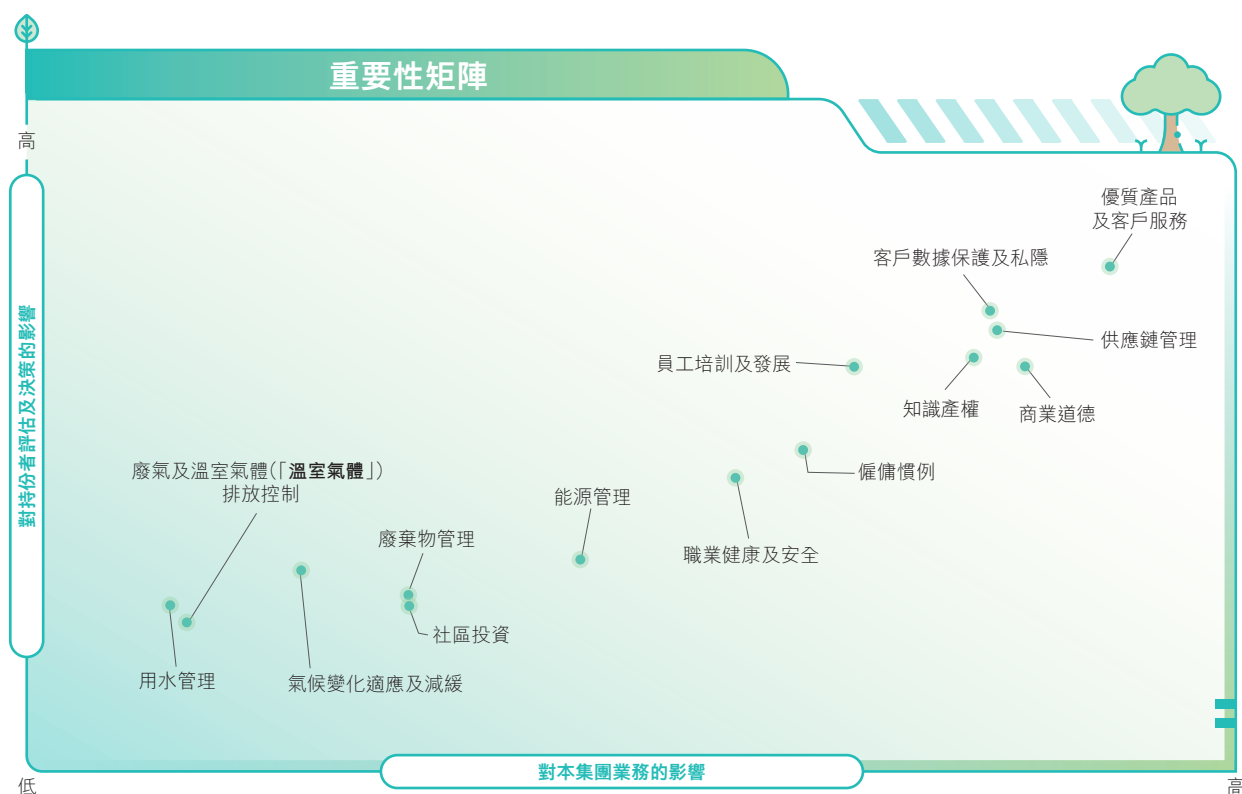 重要性矩陣
高
優質產品
及客戶服務
客戶數據保護及私隱
供應鏈管理
員工培訓及發展
知識產權
商業道德
對持份者評估及決策的影響
廢氣及溫室氣體(「溫室氣體」)
排放控制
僱傭慣例
能源管理
廢棄物管理
職業健康及安全
社區投資
用水管理
氣候變化適應及減緩
對本集團業務的影響
低
高